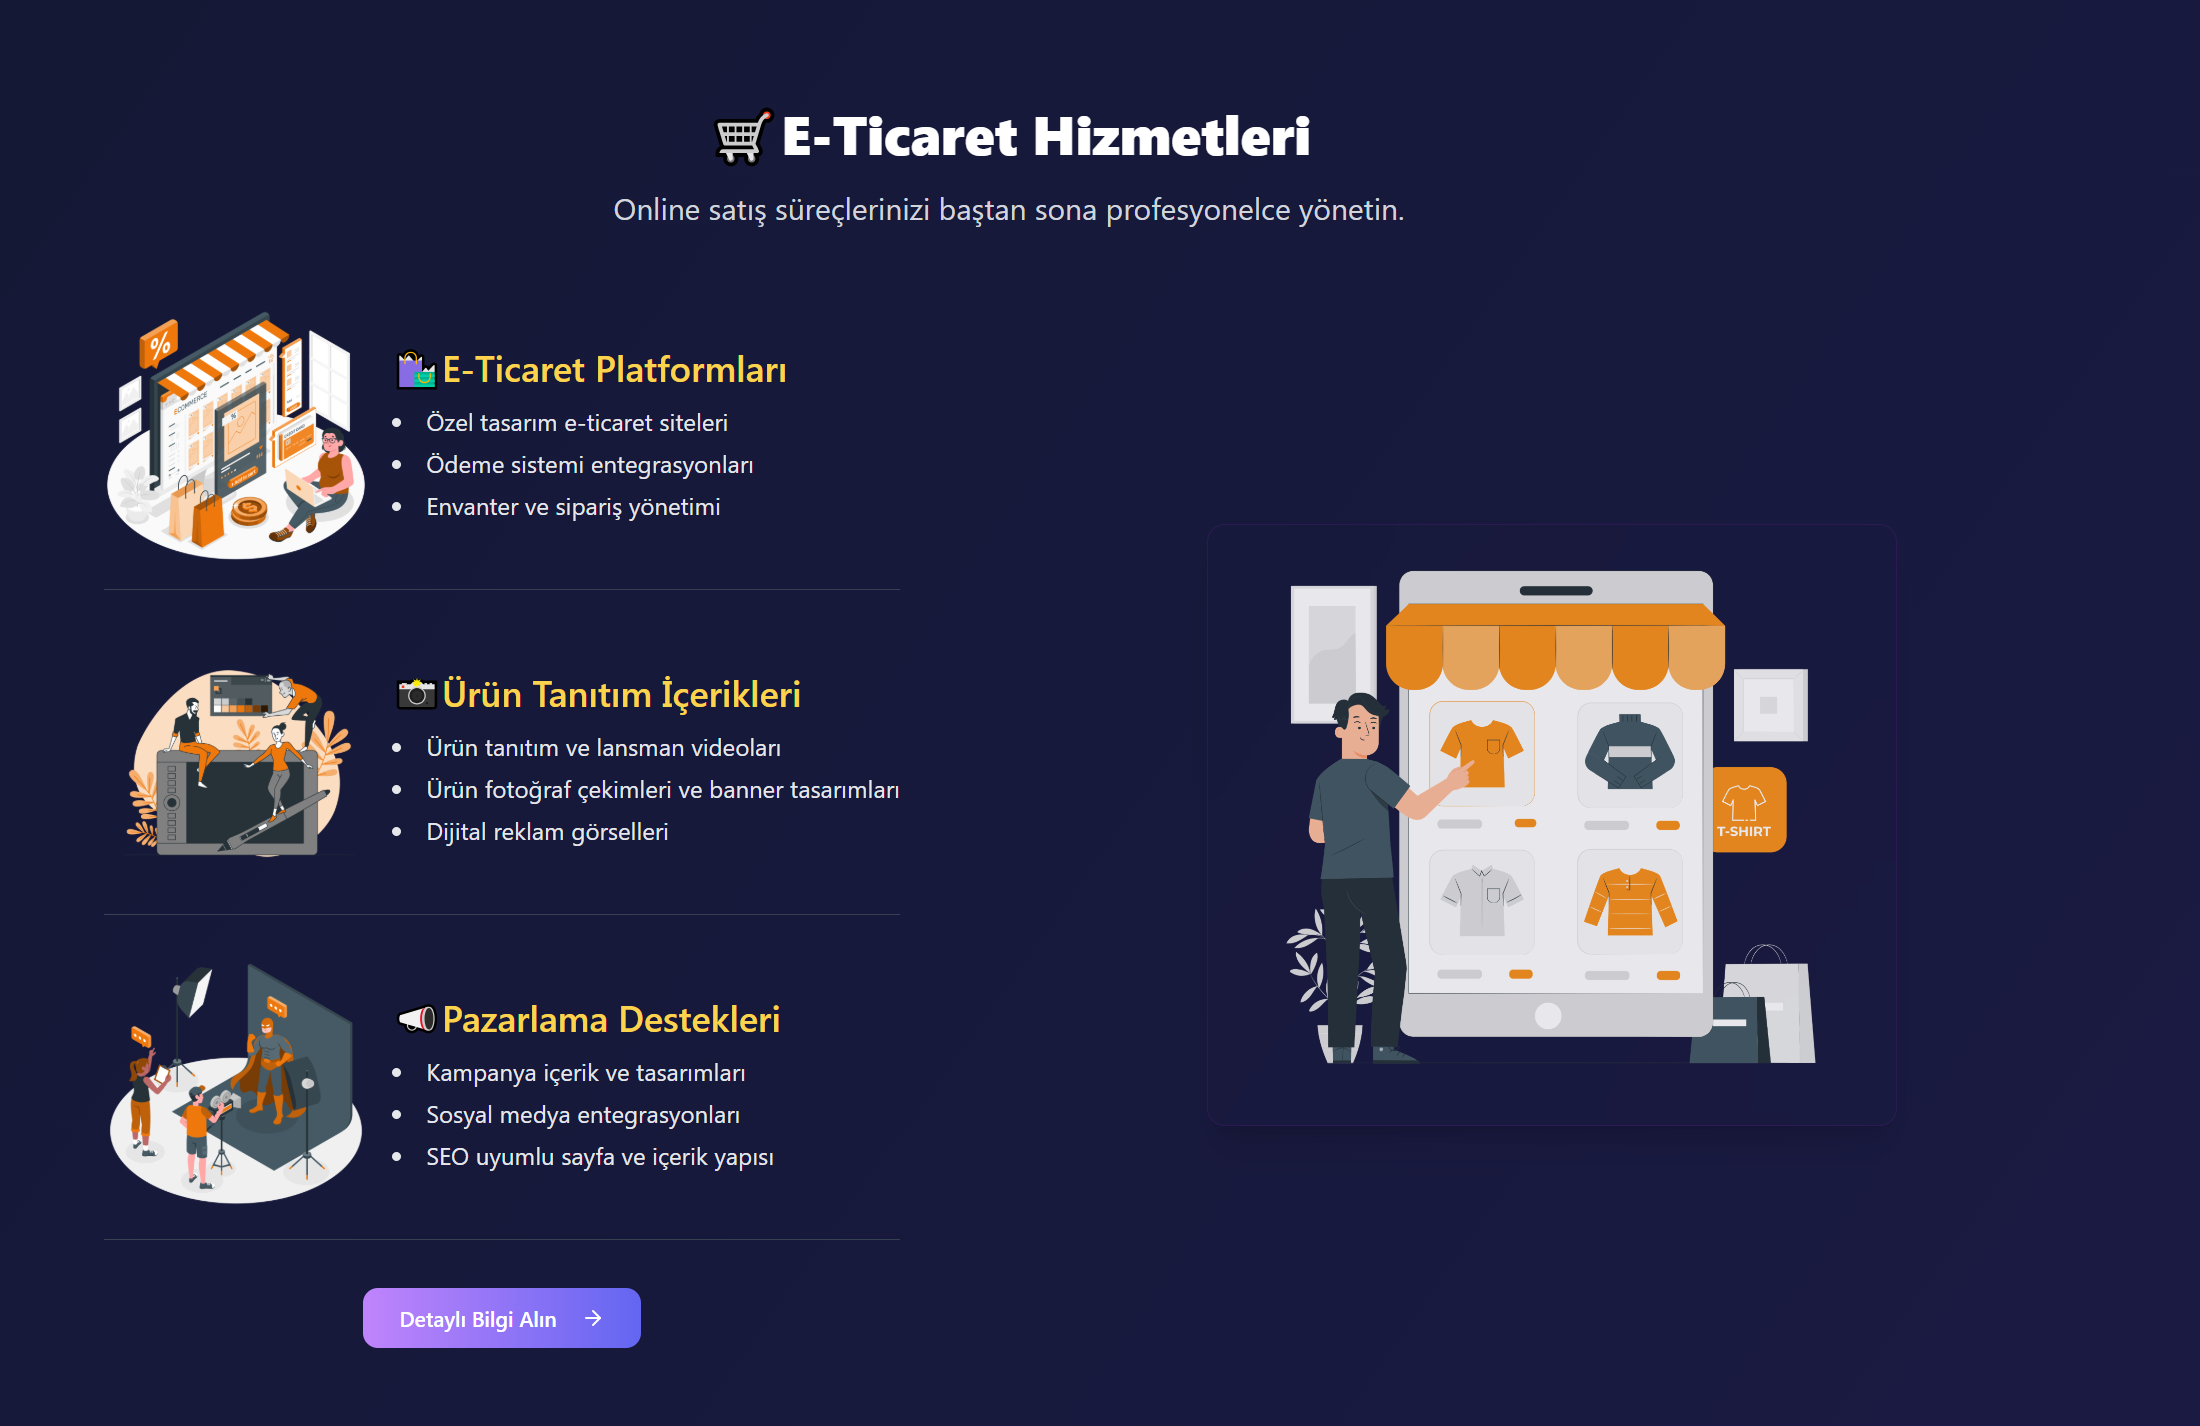 E-Ticaret Hizmetleri
Online satış süreçlerinizi baştan sona profesyonelce yönetin.
%
ECOMMERCE
%
E-Ticaret Platformları
Özel tasarım e-ticaret siteleri
Ödeme sistemi entegrasyonları
Envanter ve sipariş yönetimi
Ürün Tanıtım İçerikleri
Ürün tanıtım ve lansman videoları
Ürün fotoğraf çekimleri ve banner tasarımları
Dijital reklam görselleri
T-SHIRT
Pazarlama Destekleri
Kampanya içerik ve tasarımları
Sosyal medya entegrasyonları
SEO uyumlu sayfa ve içerik yapısı
Detaylı Bilgi Alın